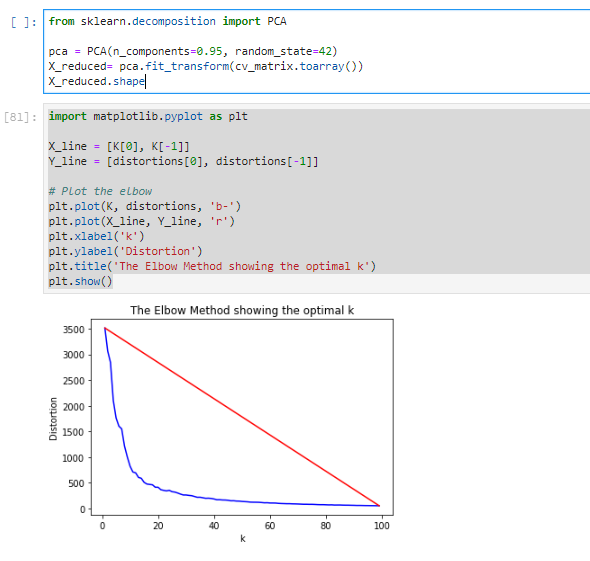 [ ]:
from sklearn.decomposition import PCA
pca = PCA(n_components=0.95, random_state=42)
X_reduced= pca.fit_transform(cv_matrix.toarray())
X_reduced.shape
[81]:
import matplotlib.pyplot as plt
X_line = [K[0], K[-1]]
Y_line = [distortions[0], distortions[-1]]
# Plot the elbow
plt.plot(K, distortions, 'b-')
plt.plot(X_line, Y_line, 'r')
plt.xlabel('k')
plt.ylabel('Distortion')
plt.title('The Elbow Method showing the optimal k')
plt.show()
The Elbow Method showing the optimal k
3500
3000
2500
2000
1500
1000
500
0
Distortion
0 20 40 60 80 100
k